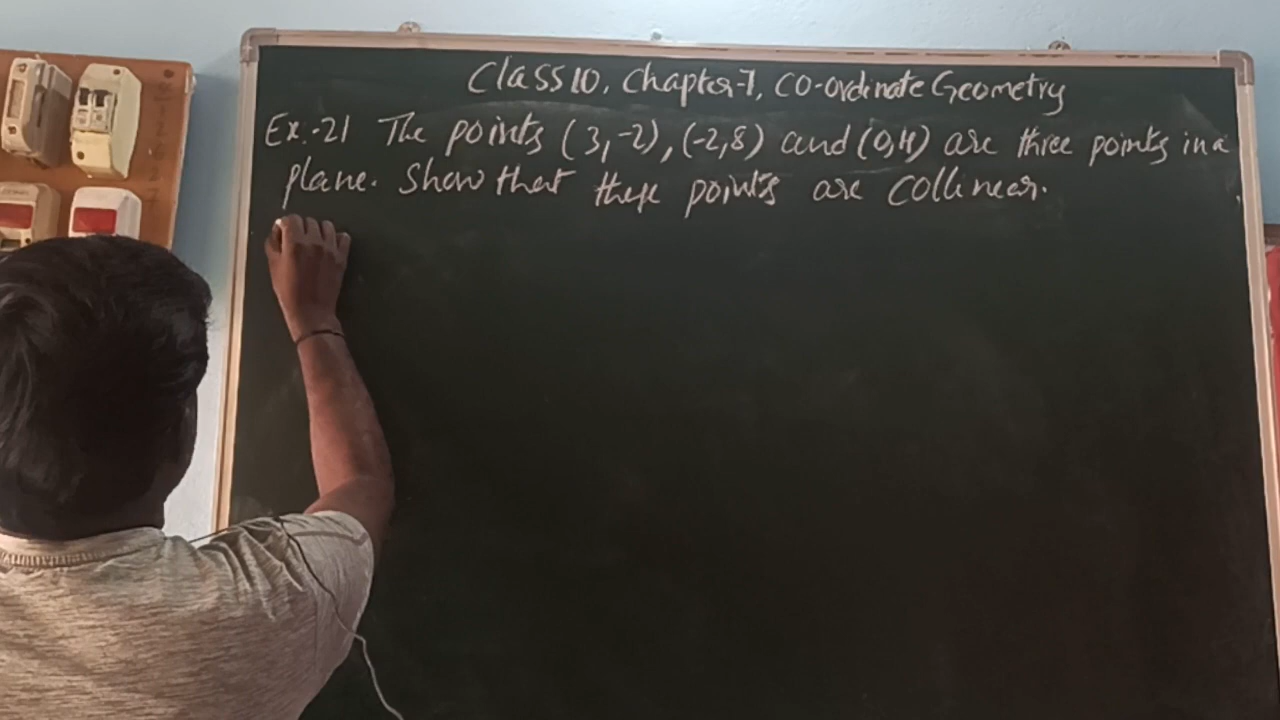 Class 10, Chapter-7, CO-ordinate Geometry
Ex.-21 The points (3,-2), (-2,8) and (0,4) are three points in a
plane. Show that these points are Collinear.